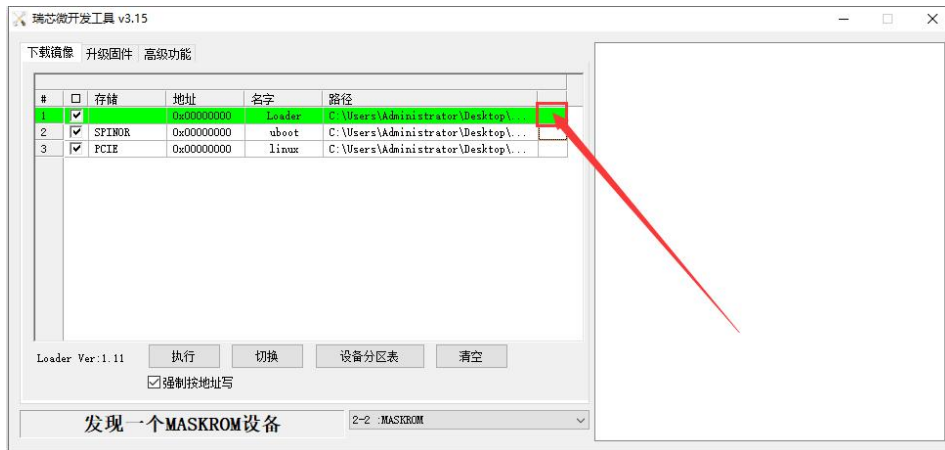 瑞芯微开发工具 v3.15
下载镜像 升级固件 高级功能
# 存储 地址 名字 路径
1 0x00000000 Loader C:\Users\Administrator\Desktop\...
2 SPINOR 0x00000000 uboot C:\Users\Administrator\Desktop\...
3 PCIE 0x00000000 linux C:\Users\Administrator\Desktop\...
Loader Ver:1.11 执行 切换 设备分区表 清空
强制按地址写
发现一个MASKROM设备 2-2 :MASKROM